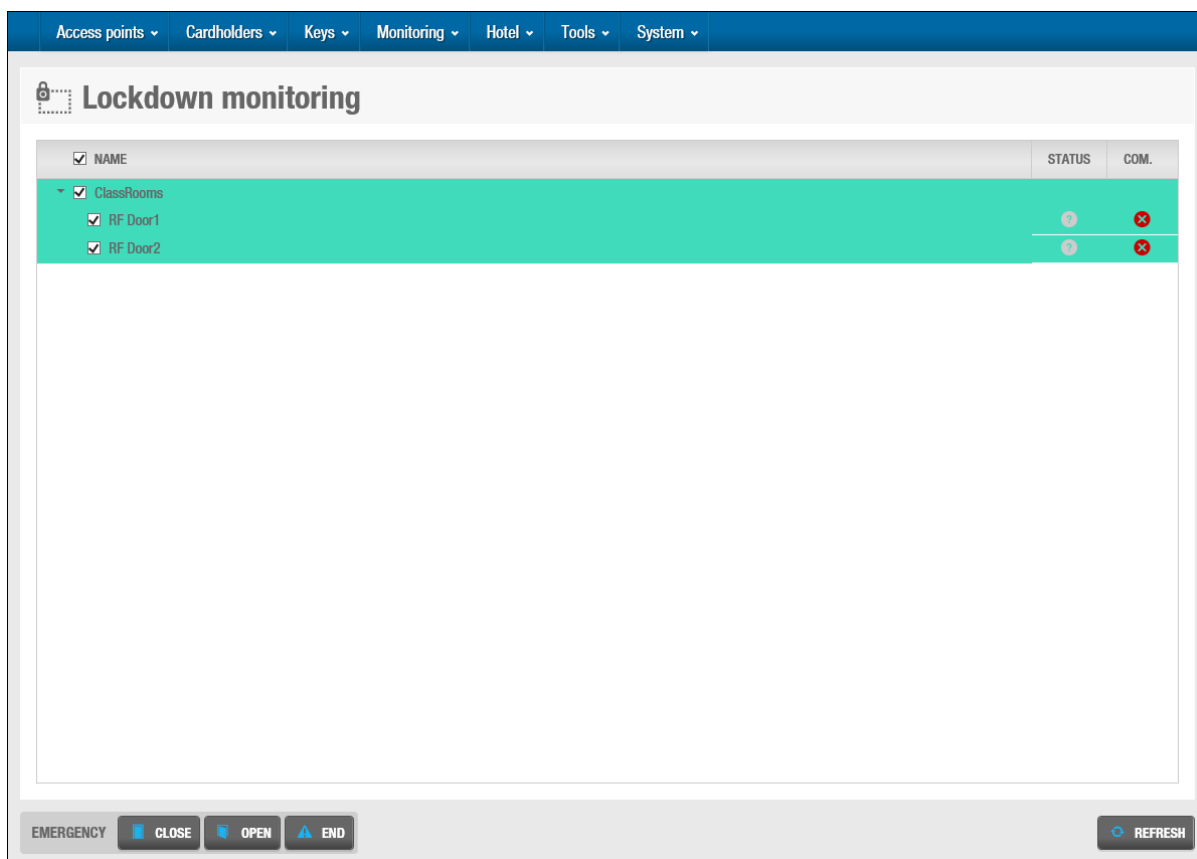 Access points Cardholders Keys Monitoring Hotel Tools System
Lockdown monitoring
NAME STATUS COM.
ClassRooms
RF Door1
RF Door2
EMERGENCY CLOSE OPEN END REFRESH